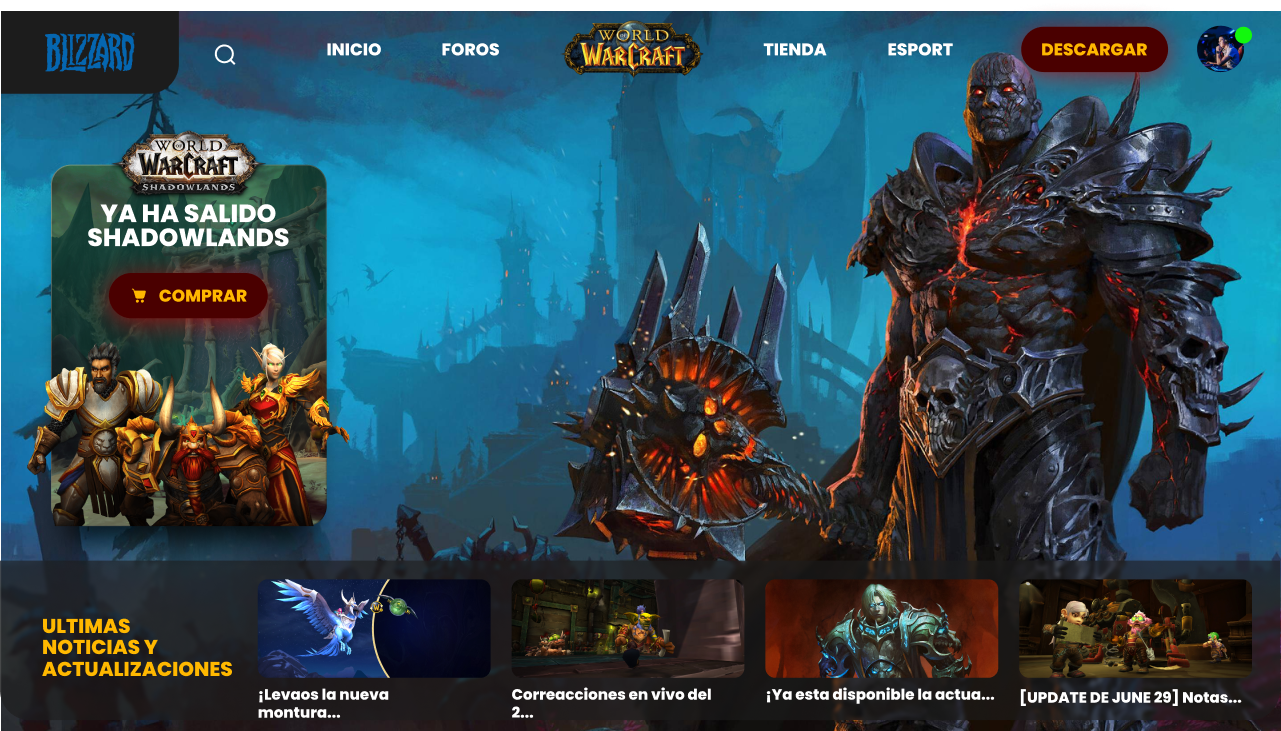 BLIZZARD
INICIO
FOROS
WORLD
OF
WARCRAFT
TIENDA
ESPORT
DESCARGAR
WORLD
OF
WARCRAFT
SHADOWLANDS
YA HA SALIDO
SHADOWLANDS
COMPRAR
ULTIMAS
NOTICIAS Y
ACTUALIZACIONES
¡Levaos la nueva
montura...
Correacciones en vivo del
2...
¡Ya esta disponible la actua...
[UPDATE DE JUNE 29] Notas...